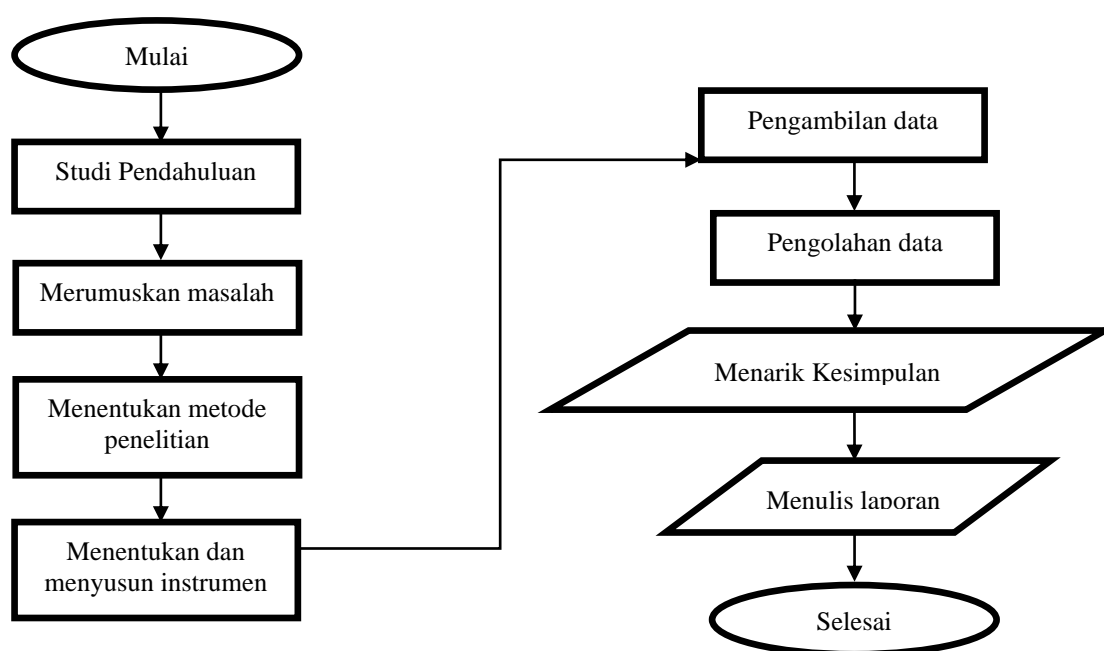 Mulai
Studi Pendahuluan
Merumuskan masalah
Menentukan metode
penelitian
Menentukan dan
menyusun instrumen
Pengambilan data
Pengolahan data
Menarik Kesimpulan
Menulis laporan
Selesai